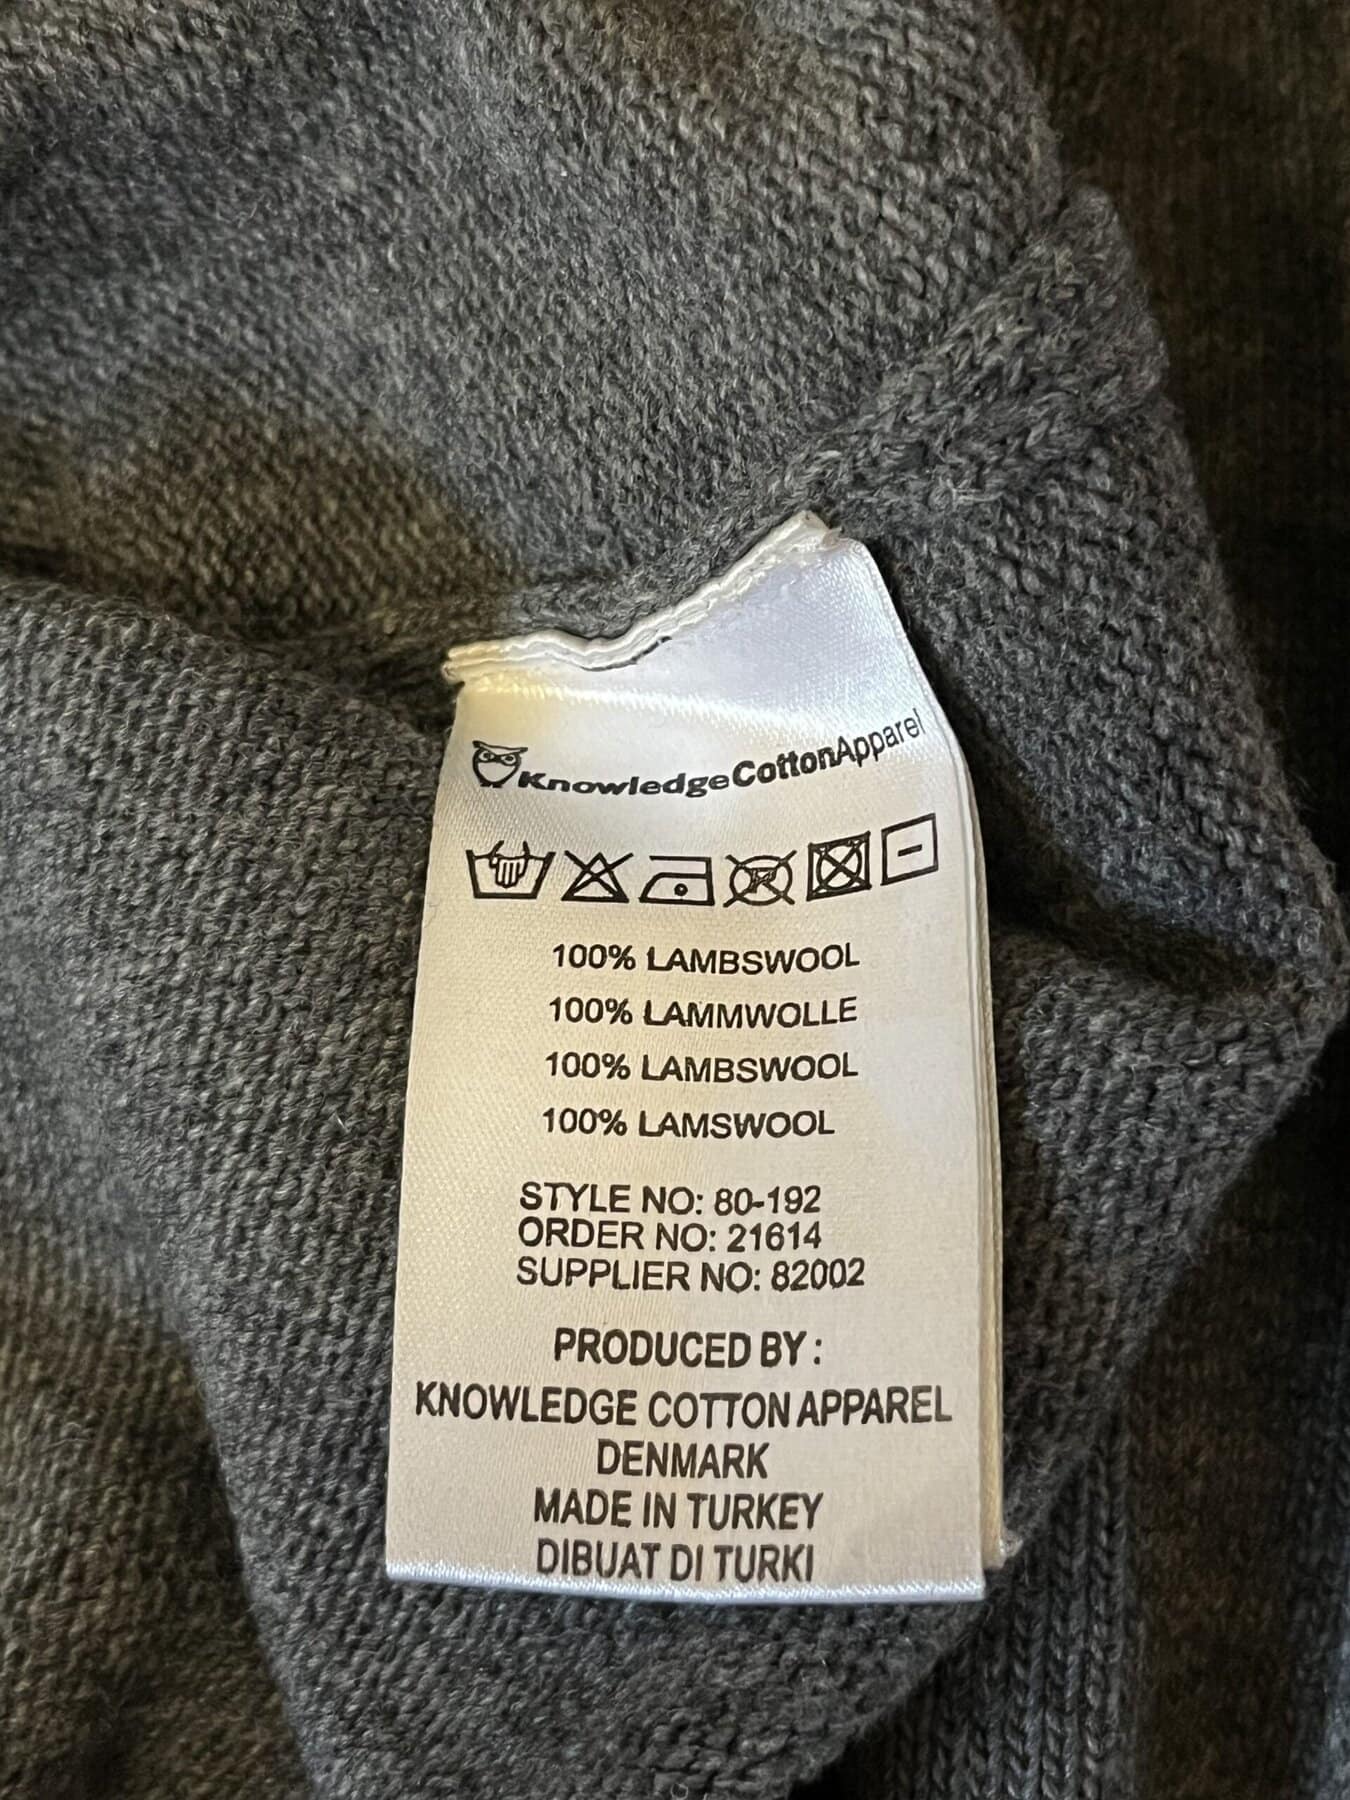 KnowledgeCottonApparel
100% LAMBSWOOL
100% LAMMWOLLE
100% LAMBSWOOL
100% LAMSWOOL
STYLE NO: 80-192
ORDER NO: 21614
SUPPLIER NO: 82002
PRODUCED BY :
KNOWLEDGE COTTON APPAREL
DENMARK
MADE IN TURKEY
DIBUAT DI TURKI